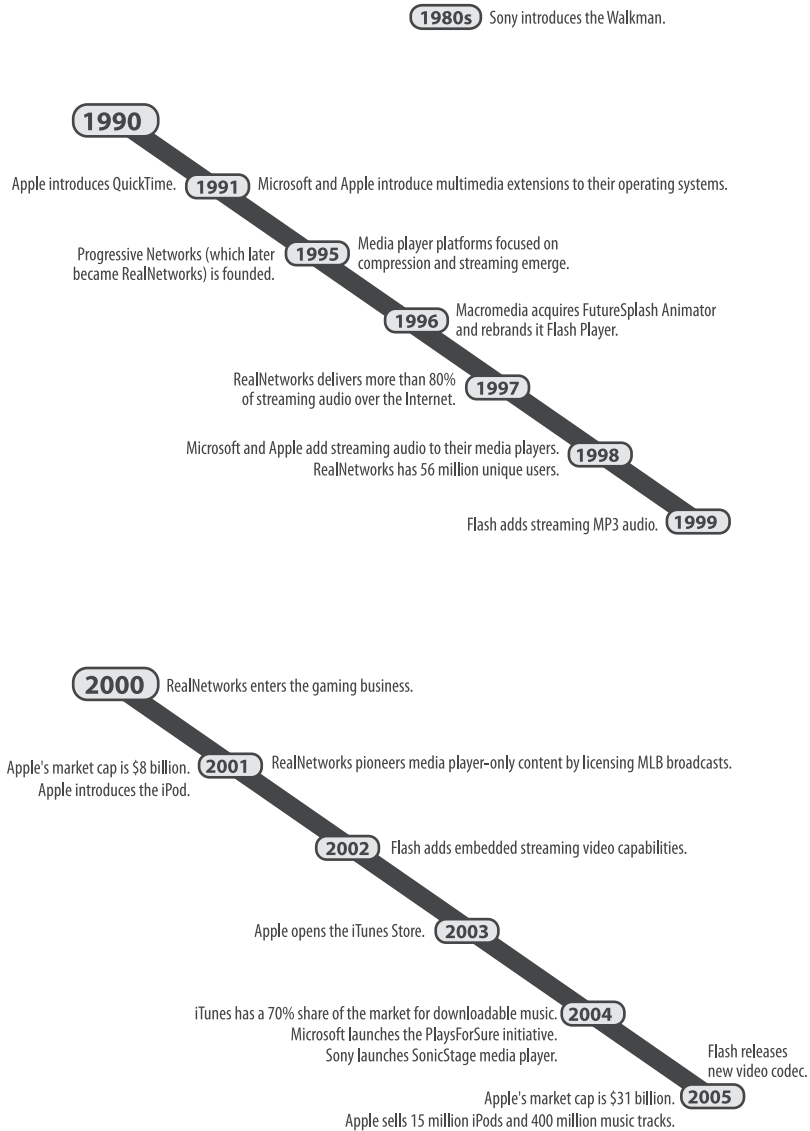 1980s Sony introduces the Walkman.
1990
Apple introduces QuickTime. 1991 Microsoft and Apple introduce multimedia extensions to their operating systems.
Progressive Networks (which later
became RealNetworks) is founded.
1995
Media player platforms focused on
compression and streaming emerge.
1996
Macromedia acquires FutureSplash Animator
and rebrands it Flash Player.
RealNetworks delivers more than 80%
of streaming audio over the Internet.
1997
Microsoft and Apple add streaming audio to their media players.
RealNetworks has 56 million unique users.
1998
Flash adds streaming MP3 audio. 1999
2000 RealNetworks enters the gaming business.
Apple's market cap is $8 billion.
Apple introduces the iPod.
2001
RealNetworks pioneers media player-only content by licensing MLB broadcasts.
2002 Flash adds embedded streaming video capabilities.
Apple opens the iTunes Store. 2003
iTunes has a 70% share of the market for downloadable music.
Microsoft launches the PlaysForSure initiative.
Sony launches SonicStage media player.
2004
Flash releases
new video codec.
Apple's market cap is $31 billion. 2005
Apple sells 15 million iPods and 400 million music tracks.